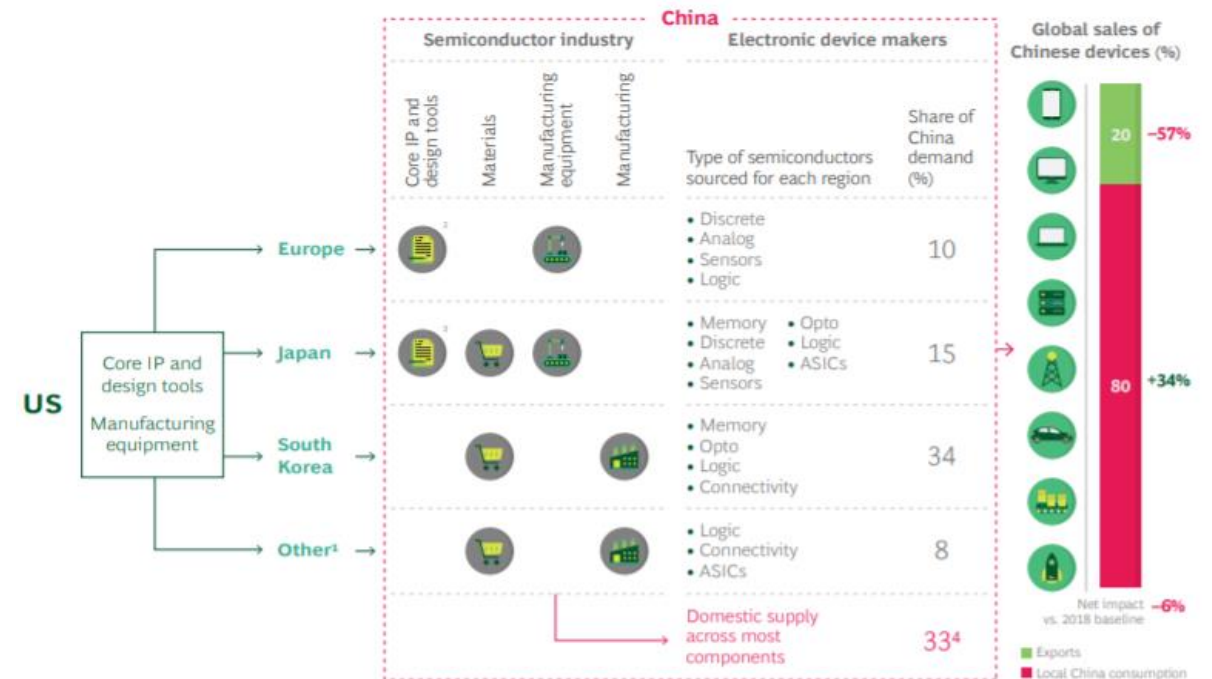 China
Semiconductor industry
Electronic device makers
Global sales of
Chinese devices (%)
Core IP and
design tools
Materials
Manufacturing
equipment
Manufacturing
Type of semiconductors
sourced for each region
Share of
China
demand
(%)
US
Core IP and
design tools
Manufacturing
equipment
Europe
• Discrete
• Analog
• Sensors
• Logic
10
Japan
• Memory
• Discrete
• Analog
• Sensors
• Opto
• Logic
• ASICs
15
South
Korea
• Memory
• Opto
• Logic
• Connectivity
34
Other¹
• Logic
• Connectivity
• ASICs
8
Domestic supply
across most
components
33⁴
20
–57%
80
+34%
Net impact
vs. 2018 baseline
–6%
Exports
Local China consumption